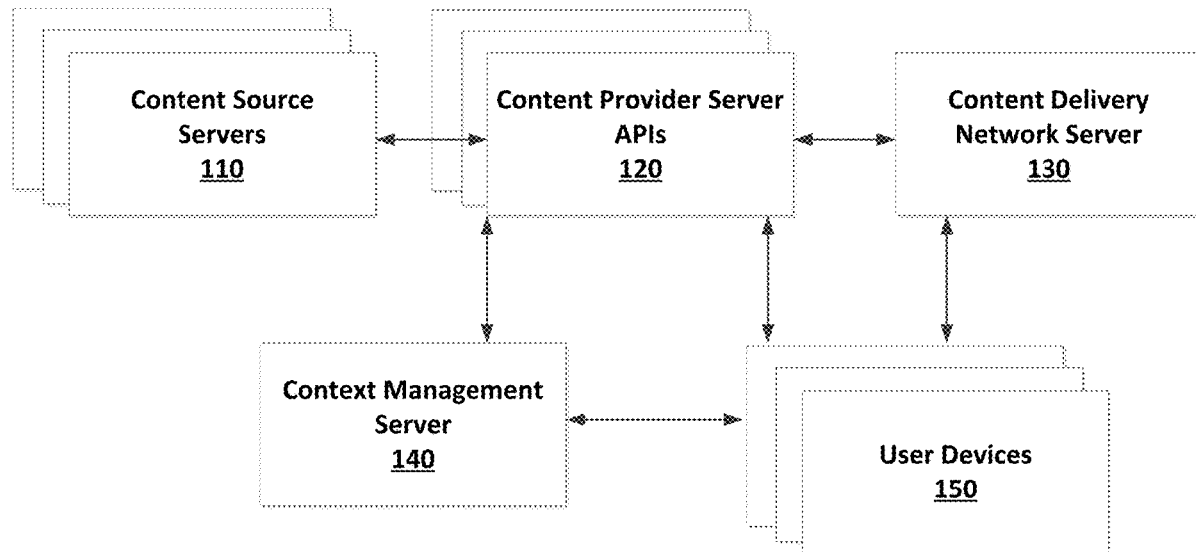 Content Source
Servers
110
Content Provider Server
APIs
120
Content Delivery
Network Server
130
Context Management
Server
140
User Devices
150